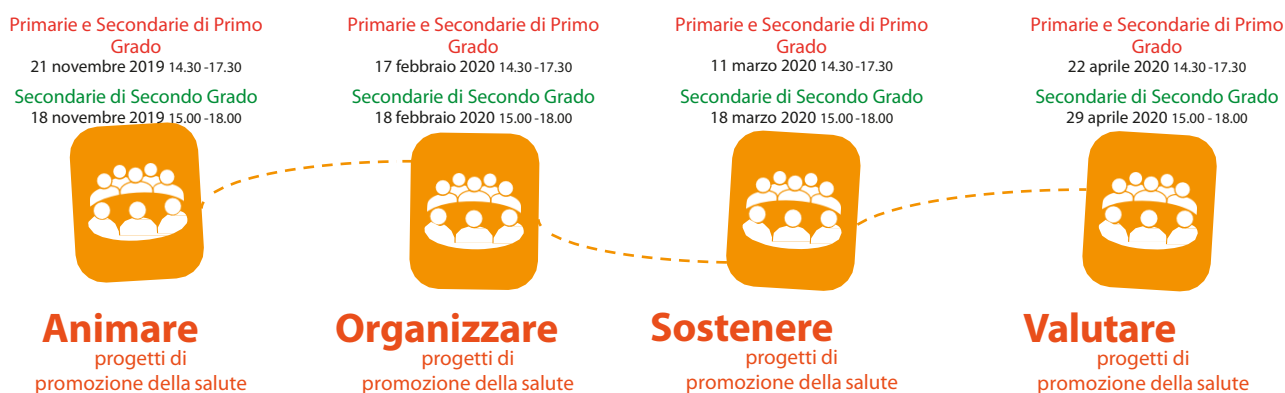 Primarie e Secondarie di Primo
Grado
21 novembre 2019 14.30 -17.30
Secondarie di Secondo Grado
18 novembre 2019 15.00 -18.00
Animare
progetti di
promozione della salute
Primarie e Secondarie di Primo
Grado
17 febbraio 2020 14.30 -17.30
Secondarie di Secondo Grado
18 febbraio 2020 15.00 -18.00
Organizzare
progetti di
promozione della salute
Primarie e Secondarie di Primo
Grado
11 marzo 2020 14.30 -17.30
Secondarie di Secondo Grado
18 marzo 2020 15.00 -18.00
Sostenere
progetti di
promozione della salute
Primarie e Secondarie di Primo
Grado
22 aprile 2020 14.30 -17.30
Secondarie di Secondo Grado
29 aprile 2020 15.00 - 18.00
Valutare
progetti di
promozione della salute